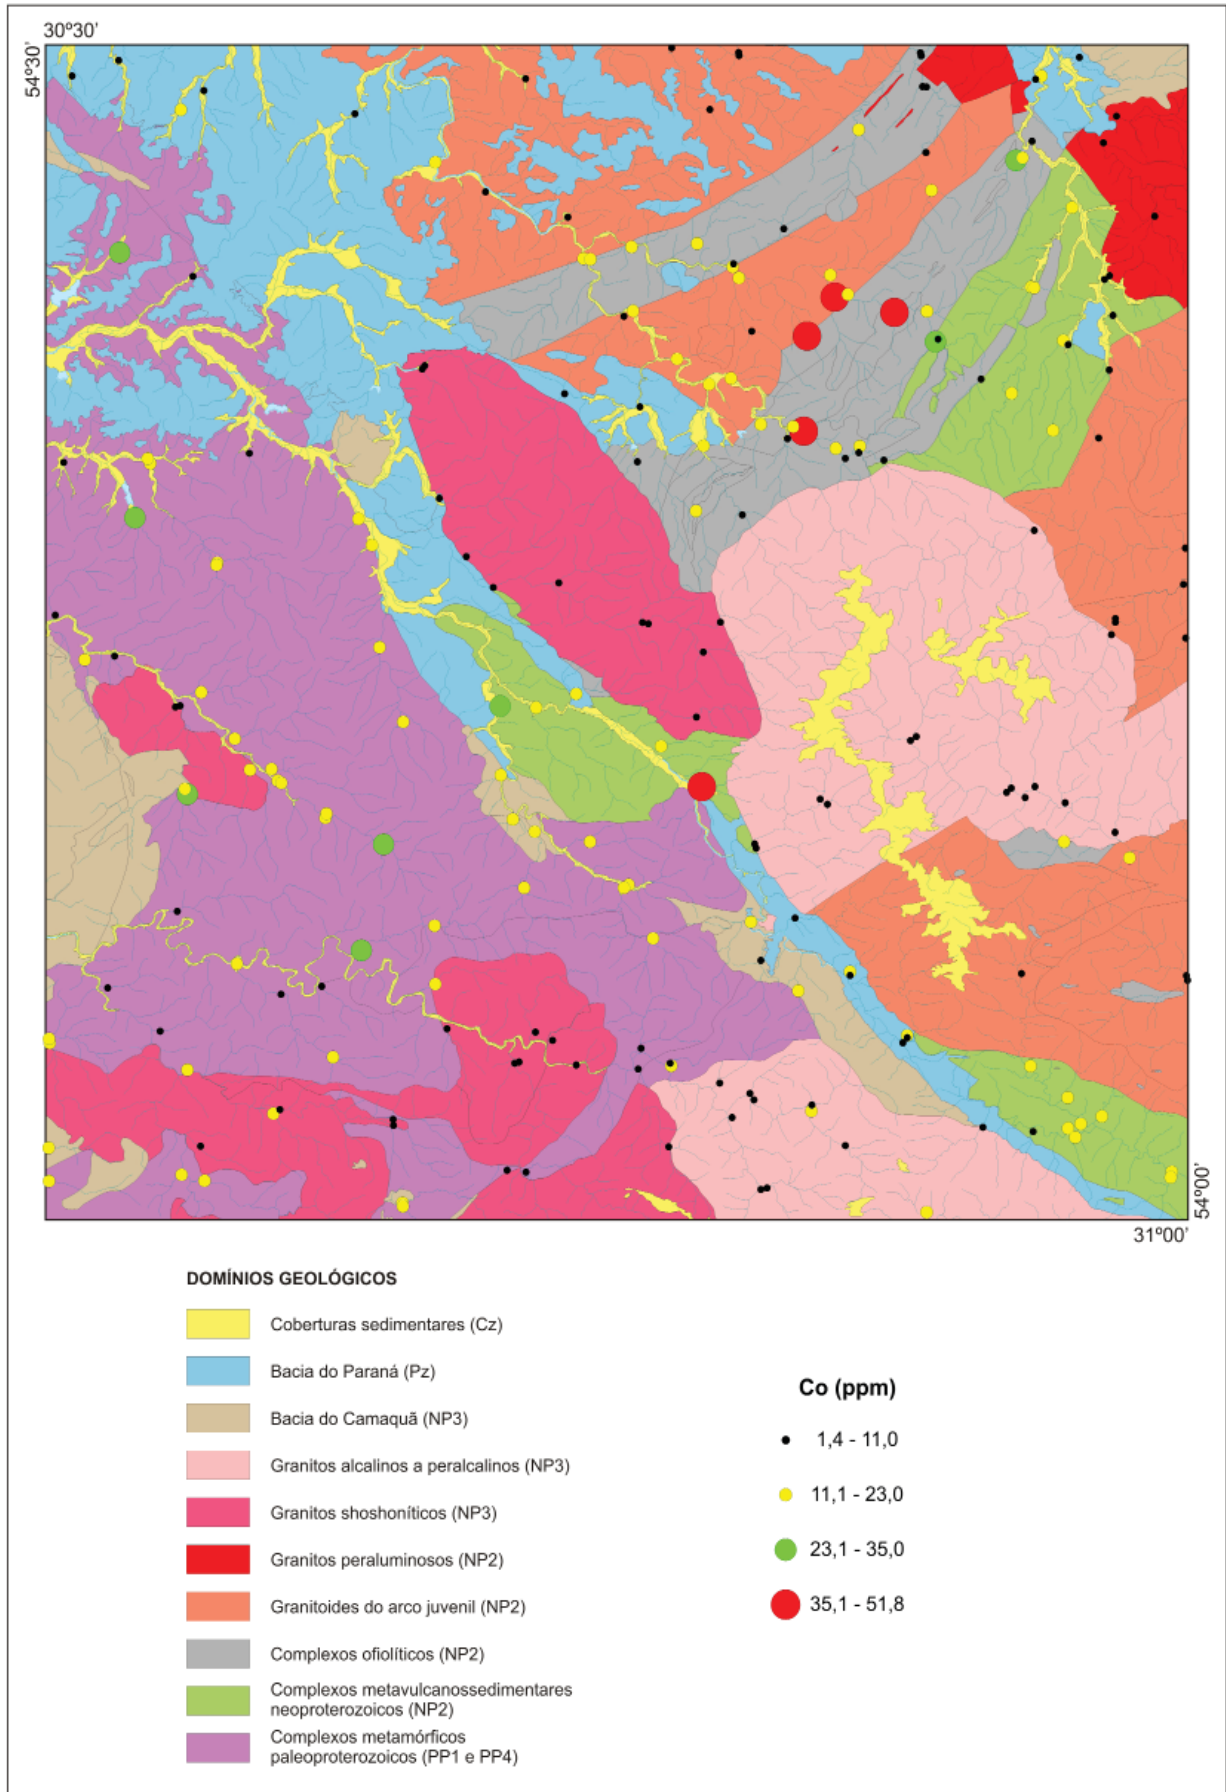 30º30'
54º30'
54º00'
31º00'
DOMÍNIOS GEOLÓGICOS
Coberturas sedimentares (Cz)
Bacia do Paraná (Pz)
Bacia do Camaquã (NP3)
Granitos alcalinos a peralcalinos (NP3)
Granitos shoshoníticos (NP3)
Granitos peraluminosos (NP2)
Granitoides do arco juvenil (NP2)
Complexos ofiolíticos (NP2)
Complexos metavulcanossedimentares
neoproterozoicos (NP2)
Complexos metamórficos
paleoproterozoicos (PP1 e PP4)
Co (ppm)
1,4 - 11,0
11,1 - 23,0
23,1 - 35,0
35,1 - 51,8